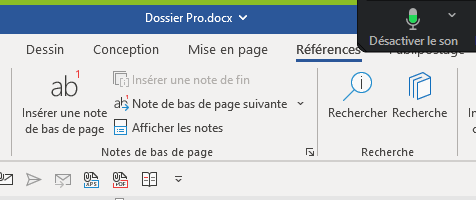 Dossier Pro.docx
Désactiver le son
Dessin Conception Mise en page Références
ab¹ Insérer une note de fin
Note de bas de page suivante
Insérer une note
de bas de page
Afficher les notes
Rechercher Recherche
Notes de bas de page Recherche